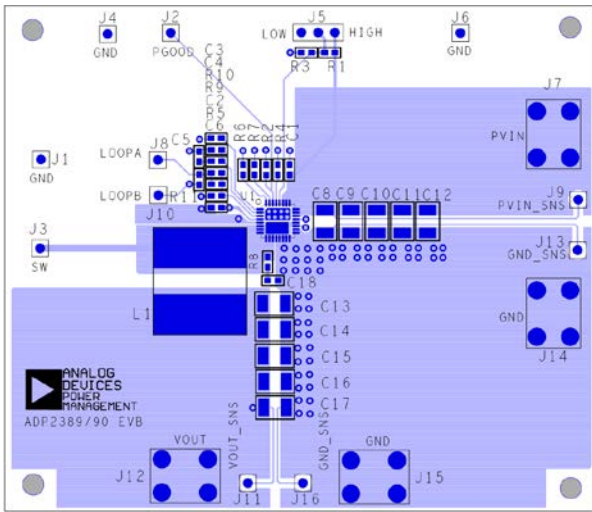 J4
GND
J2
PGOOD
J5
LOW
HIGH
R3
R1
J6
GND
J7
PVIN
C3
C4
R10
R9
C2
R5
C6
R6
R7
R2
R4
C1
C5
LOOPA
J8
J1
GND
LOOPB
R11
J10
U1
C8
C9
C10
C11
C12
J9
PVIN_SNS
J3
SW
J13
GND_SNS
R8
C18
L1
C13
C14
C15
C16
C17
GND
J14
ANALOG
DEVICES
POWER
MANAGEMENT
ADP2389/90 EVB
VOUT
J12
VOUT_SNS
J11
GND_SNS
J16
GND
J15